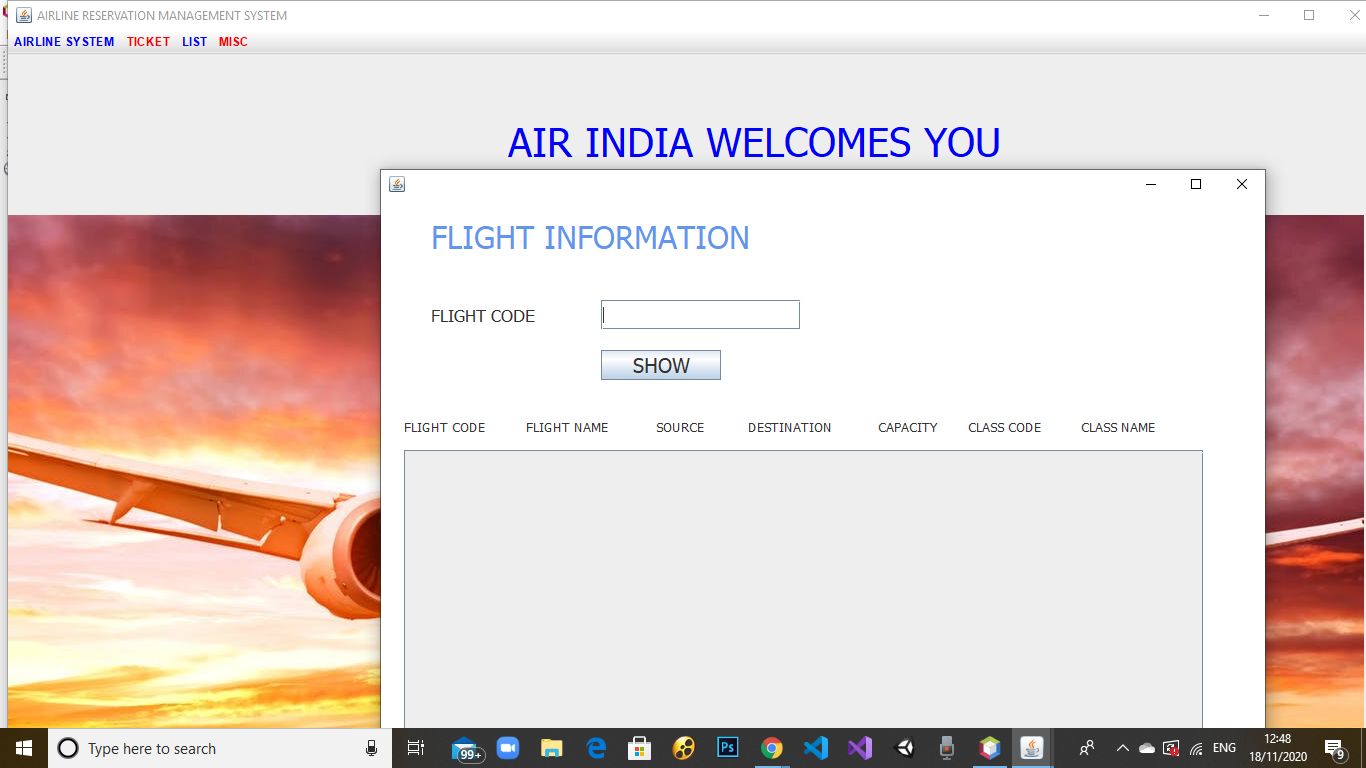 AIRLINE RESERVATION MANAGEMENT SYSTEM
AIRLINE SYSTEM TICKET LIST MISC
AIR INDIA WELCOMES YOU
FLIGHT INFORMATION
FLIGHT CODE
SHOW
FLIGHT CODE FLIGHT NAME SOURCE DESTINATION CAPACITY CLASS CODE CLASS NAME
Type here to search
99+
Ps
ENG
12:48
18/11/2020
9